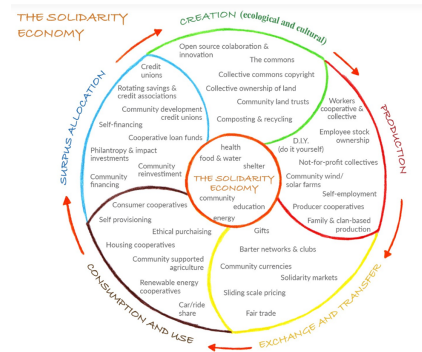 THE SOLIDARITY
ECONOMY
CREATION (ecological and cultural)
Open source colaboration &
innovation
The commons
Collective commons copyright
Collective ownership of land
Community land trusts
Composting & recycling
PRODUCTION
Workers
cooperative &
collective
Employee stock
ownership
D.I.Y.
(do it yourself)
Not-for-profit collectives
Community wind/
solar farms
Self-employment
Producer cooperatives
Family & clan-based
production
EXCHANGE AND TRANSFER
Gifts
Barter networks & clubs
Community currencies
Solidarity markets
Sliding scale pricing
Fair trade
CONSUMPTION AND USE
Consumer cooperatives
Self provisioning
Ethical purchaising
Housing cooperatives
Community supported
agriculture
Renewable energy
cooperatives
Car/ride
share
SURPUS ALLOCATION
Credit
unions
Rotating savings &
credit associations
Community development
credit unions
Self-financing
Cooperative loan funds
Philantrophy & impact
investments
Community
reinvestment
Community
financing
health
food & water
shelter
THE SOLIDARITY
ECONOMY
community
education
energy